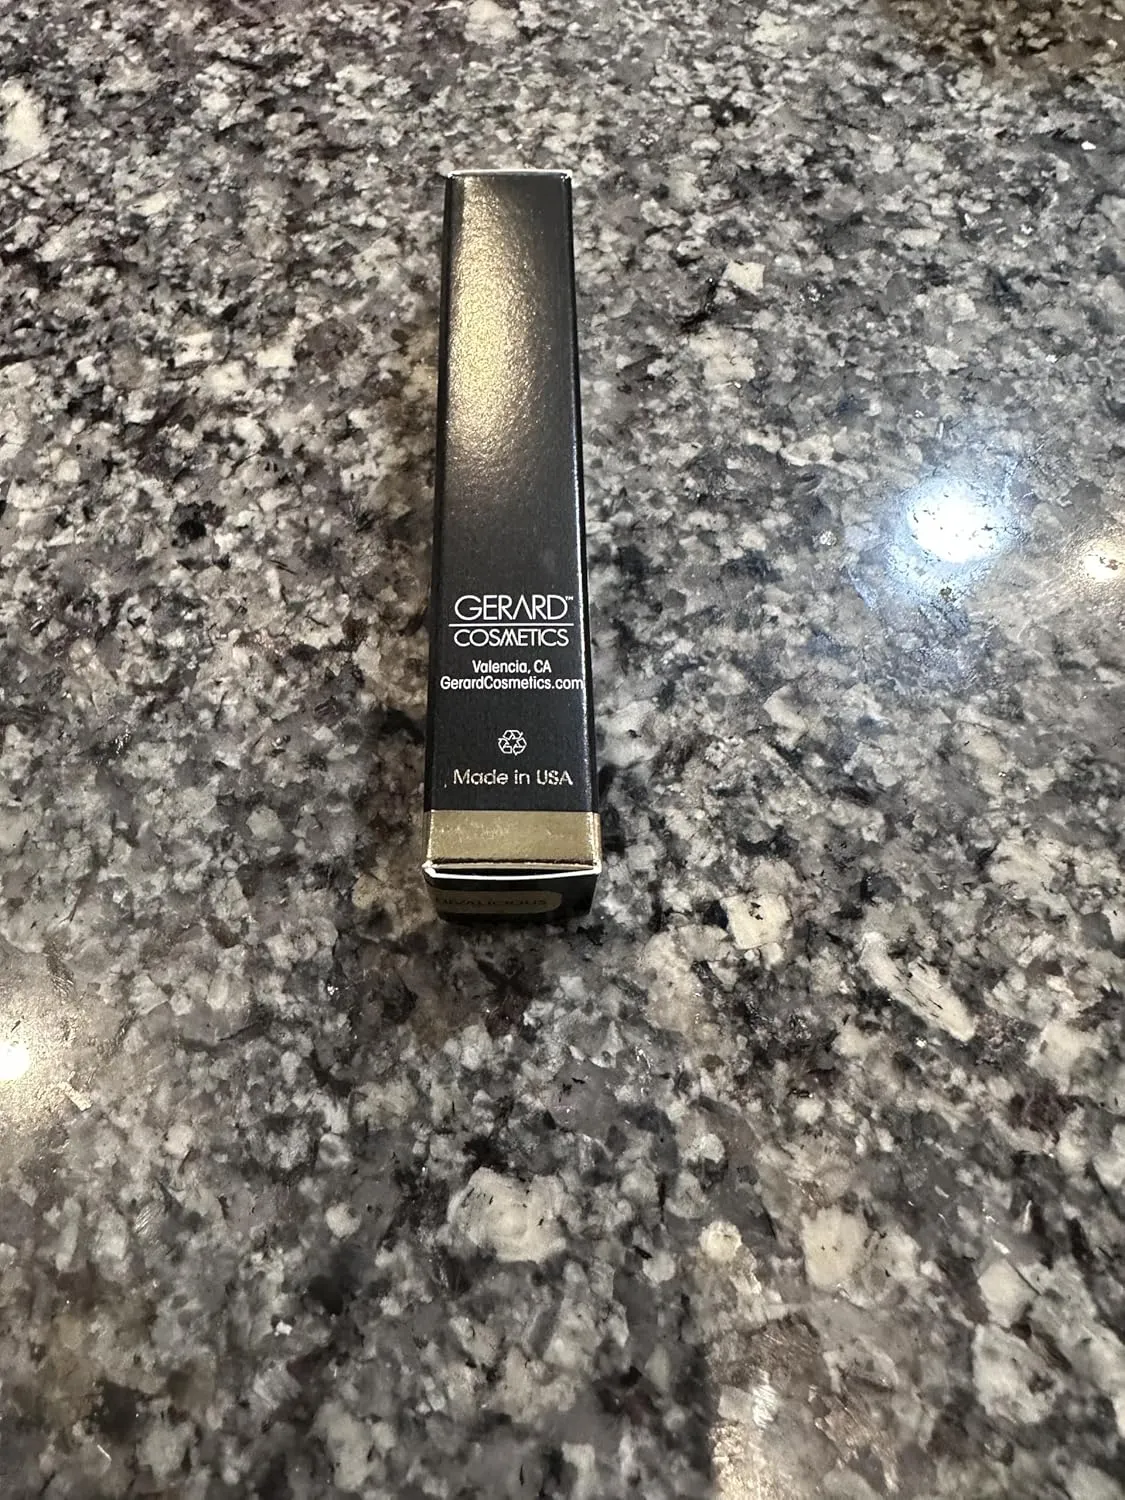 GERARD™
COSMETICS
Valencia, CA
GerardCosmetics.com
Made in USA